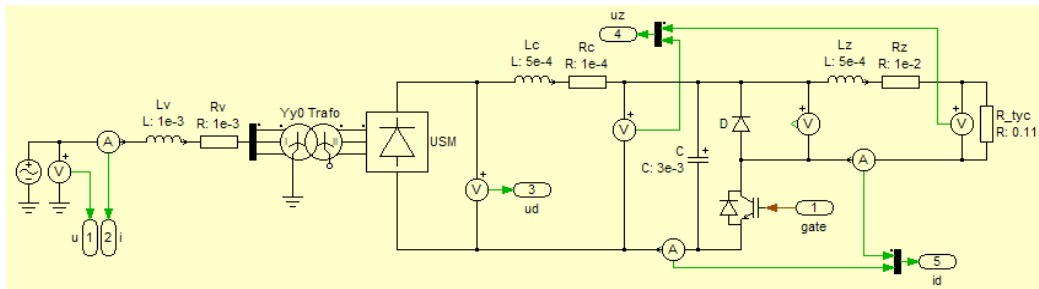 uz
4
Lc
L: 5e-4
Rc
R: 1e-4
Lz
L: 5e-4
Rz
R: 1e-2
Lv
L: 1e-3
Rv
R: 1e-3
Yy0 Trafo
I
II
USM
D
V
V
V
R_tyc
R: 0.11
A
V
C
C: 3e-3
A
V
3
ud
1
gate
u
1
2
i
A
5
id